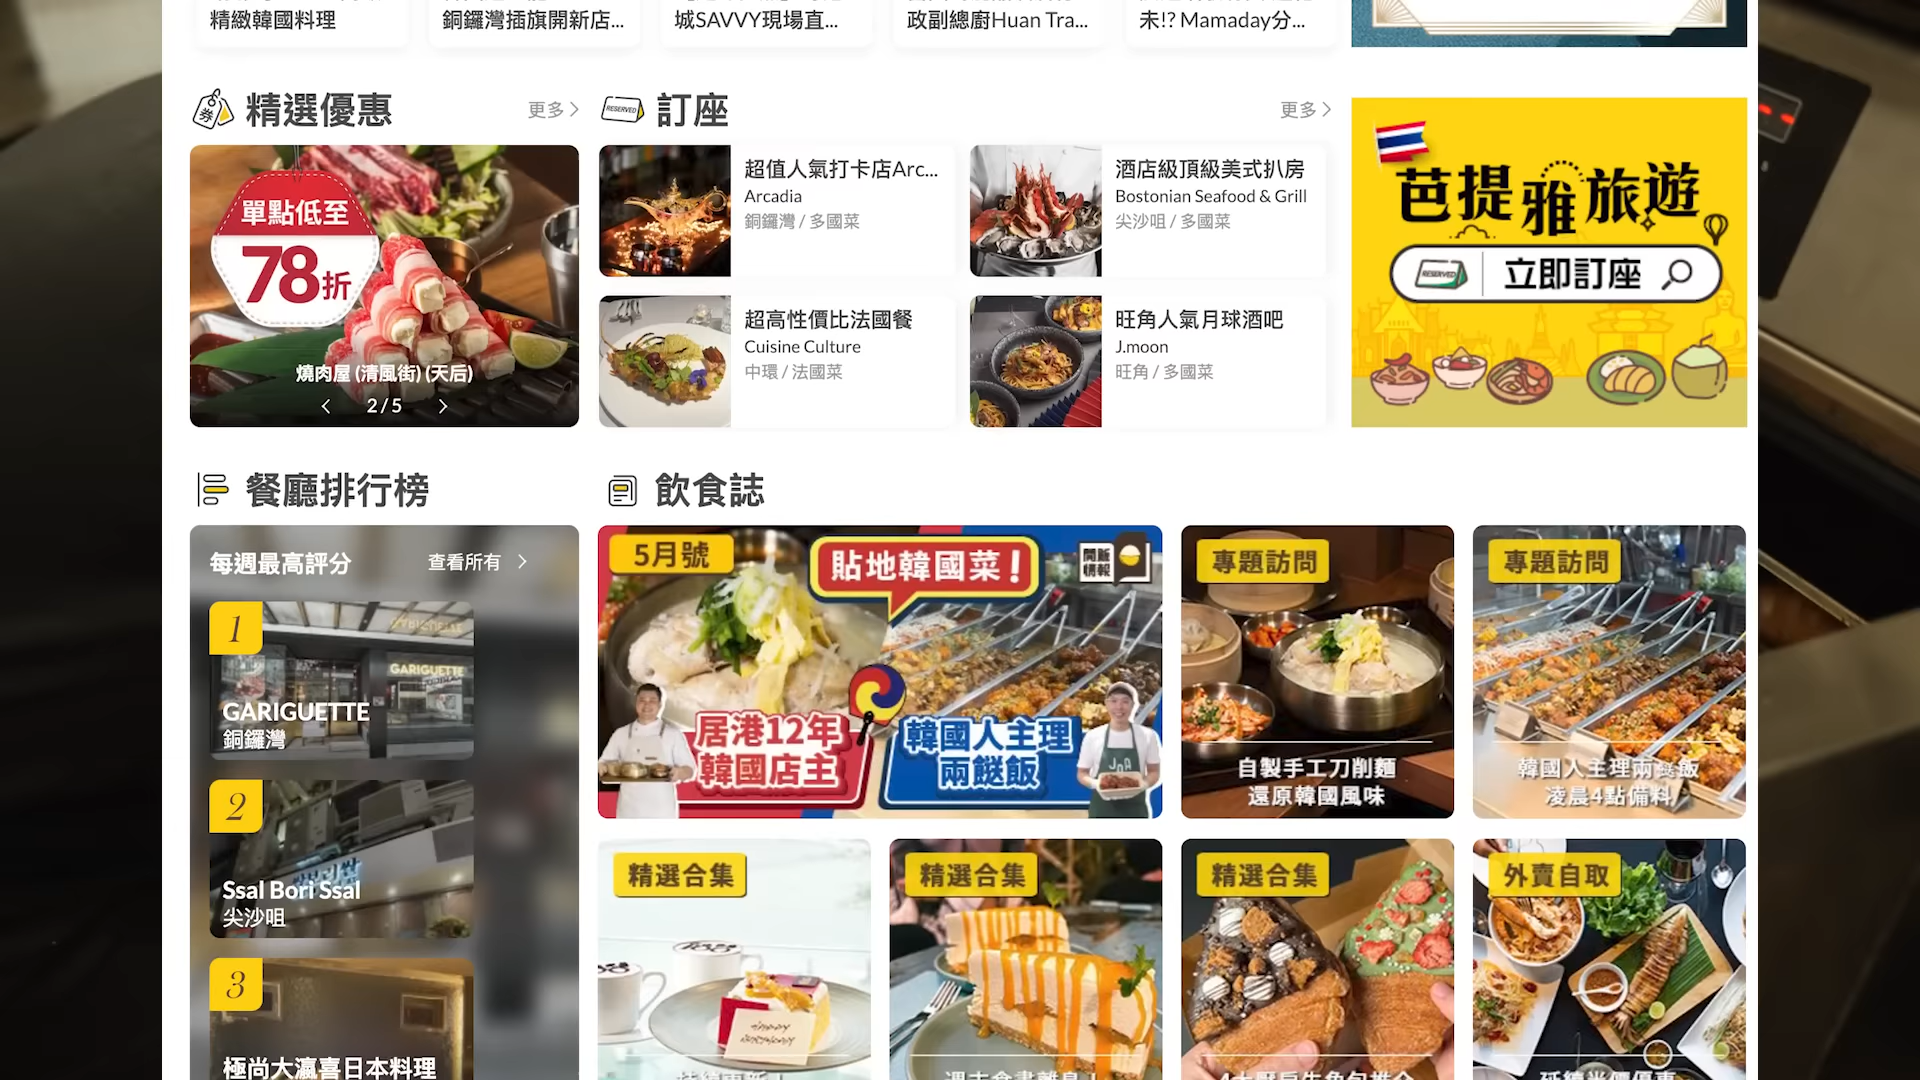 精緻韓國料理
銅鑼灣插旗開新店...
城SAVVY現場直...
政副總廚Huan Tra...
未!? Mamaday分...
券 精選優惠
更多
RESERVED 訂座
更多
單點低至
78折
燒肉屋 (清風街) (天后)
2 / 5
超值人氣打卡店Arc...
Arcadia
銅鑼灣 / 多國菜
酒店級頂級美式扒房
Bostonian Seafood & Grill
尖沙咀 / 多國菜
超高性價比法國餐
Cuisine Culture
中環 / 法國菜
旺角人氣月球酒吧
J.moon
旺角 / 多國菜
芭提雅旅遊
RESERVED 立即訂座
餐廳排行榜
飲食誌
每週最高評分
查看所有
1
GARIGUETTE
GARIGUETTE
銅鑼灣
2
Ssal Bori Ssal
尖沙咀
3
極尚大瀛喜日本料理
5月號
貼地韓國菜!
開飯
情報
居港12年
韓國店主
韓國人主理
兩餸飯
專題訪問
自製手工刀削麵
還原韓國風味
專題訪問
韓國人主理兩餸飯
凌晨4點備料
精選合集
HAPPY
BIRTHDAY
精選合集
精選合集
外賣自取